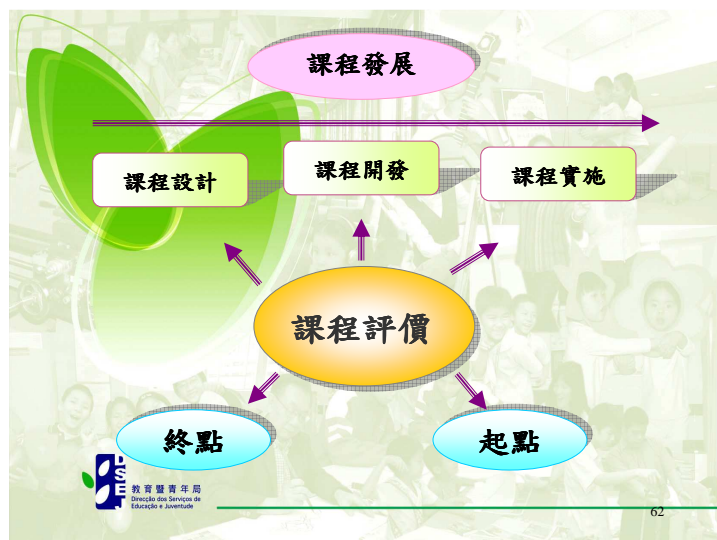 課程發展
課程設計
課程開發
課程實施
課程評價
終點
起點
DSEJ
教育暨青年局
Direcção dos Serviços de
Educação e Juventude
62